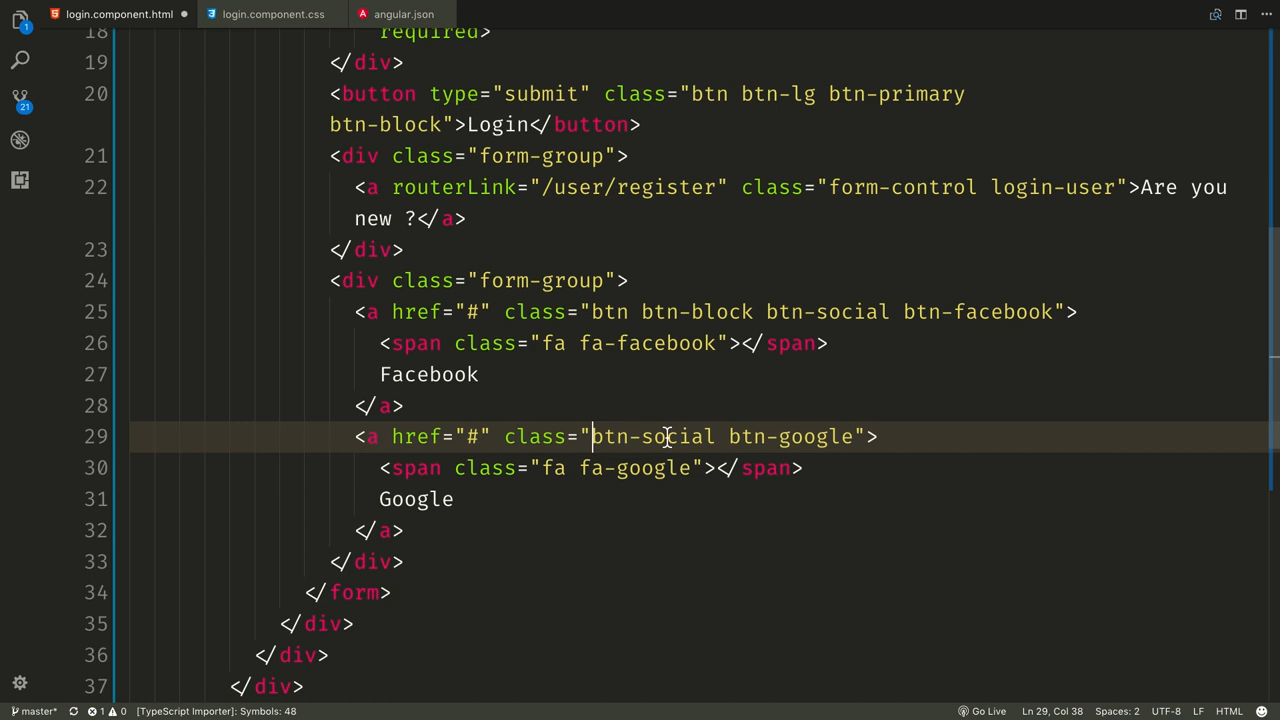 login.component.html
login.component.css
angular.json
18 required>
19 </div>
20 <button type="submit" class="btn btn-lg btn-primary
btn-block">Login</button>
21 <div class="form-group">
22 <a routerLink="/user/register" class="form-control login-user">Are you
new ?</a>
23 </div>
24 <div class="form-group">
25 <a href="#" class="btn btn-block btn-social btn-facebook">
26 <span class="fa fa-facebook"></span>
27 Facebook
28 </a>
29 <a href="#" class="btn-social btn-google">
30 <span class="fa fa-google"></span>
31 Google
32 </a>
33 </div>
34 </form>
35 </div>
36 </div>
37 </div>
1
21
master* 1 0 [TypeScript Importer]: Symbols: 48 Go Live Ln 29, Col 38 Spaces: 2 UTF-8 LF HTML